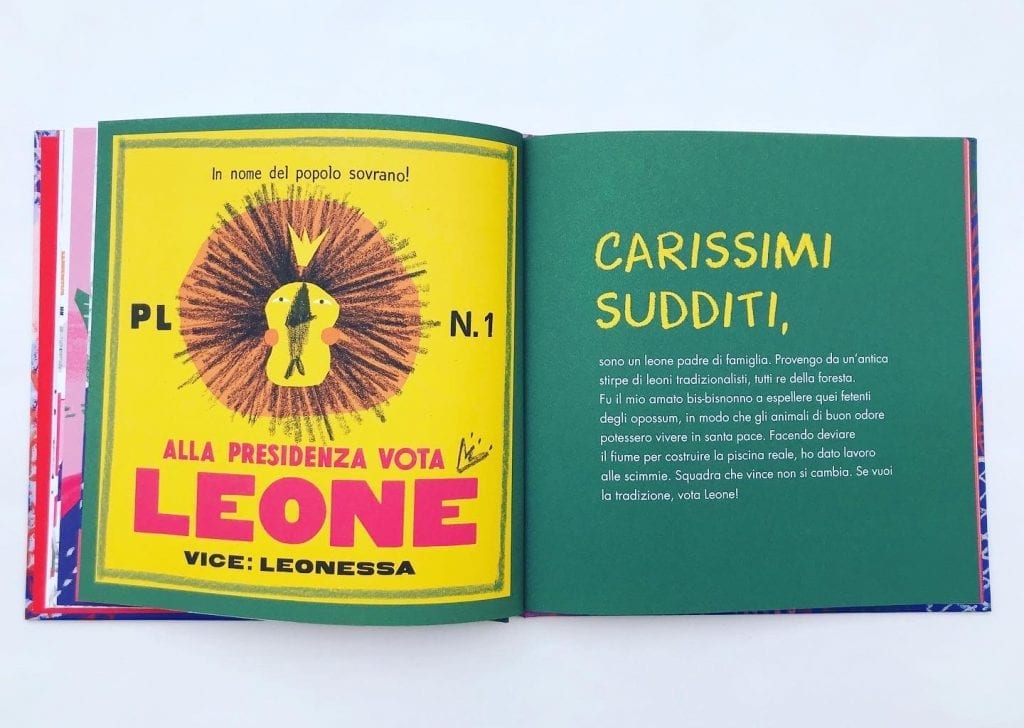 In nome del popolo sovrano!
PL
N.1
ALLA PRESIDENZA VOTA
LEONE
VICE: LEONESSA
CARISSIMI
SUDDITI,
sono un leone padre di famiglia. Provengo da un'antica
stirpe di leoni tradizionalisti, tutti re della foresta.
Fu il mio amato bis-bisnonno a espellere quei fetenti
degli opossum, in modo che gli animali di buon odore
potessero vivere in santa pace. Facendo deviare
il fiume per costruire la piscina reale, ho dato lavoro
alle scimmie. Squadra che vince non si cambia. Se vuoi
la tradizione, vota Leone!